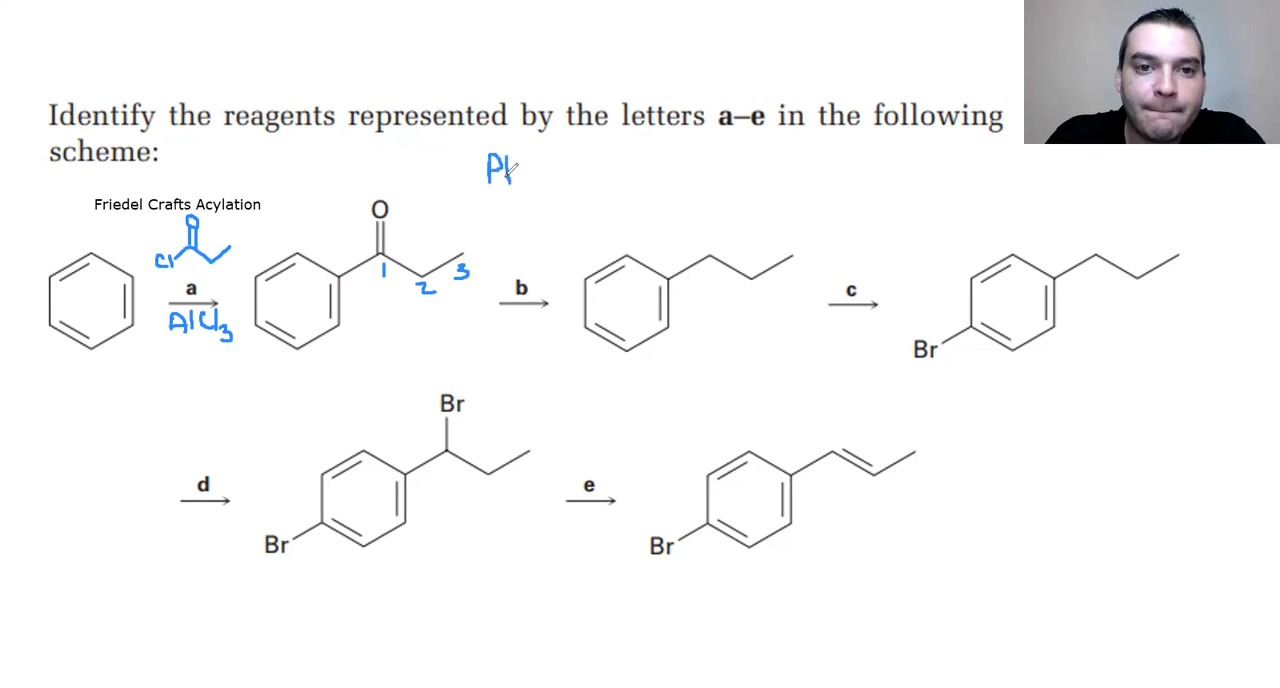 Identify the reagents represented by the letters a–e in the following
scheme:
Friedel Crafts Acylation
O
Cl
a
AlCl3
O
1
2
3
b
c
Br
d
Br
Br
e
Br